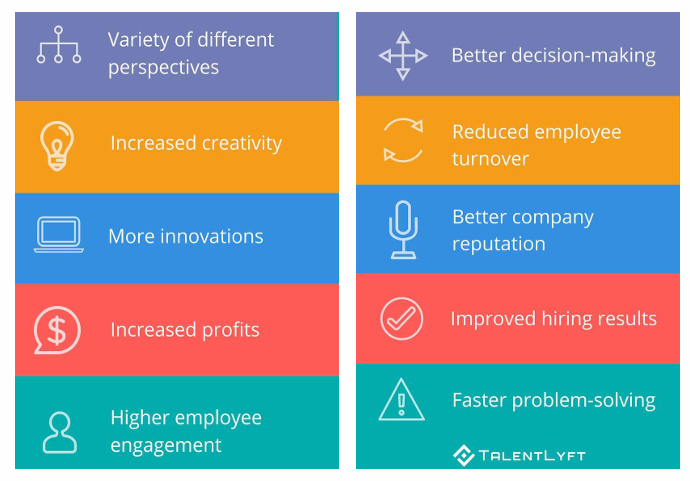 Variety of different
perspectives
Increased creativity
More innovations
$
Increased profits
Higher employee
engagement
Better decision-making
Reduced employee
turnover
Better company
reputation
Improved hiring results
!
Faster problem-solving
TALENTLYFT